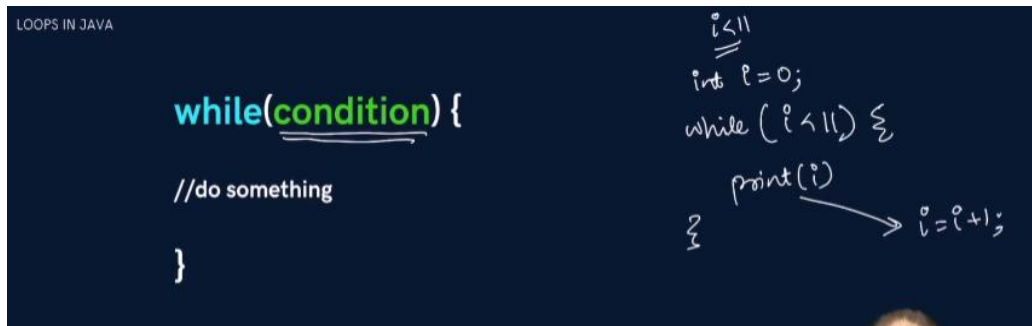 LOOPS IN JAVA
while(condition) {
//do something
}
i<11
int i=0;
while (i<11) {
print(i)
i=i+1;
}